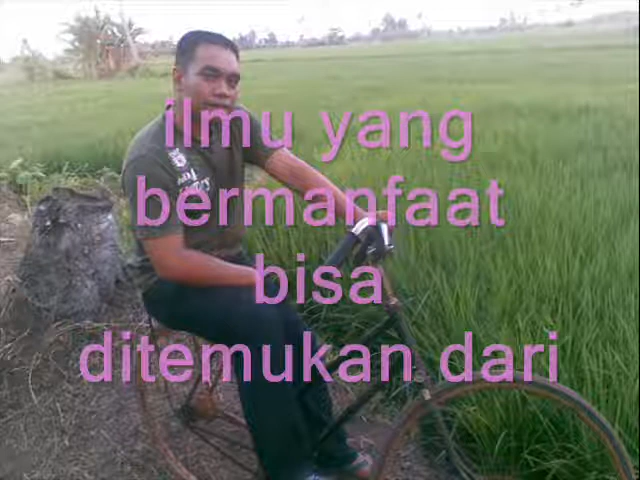 ilmu yang
bermanfaat
bisa
ditemukan dari